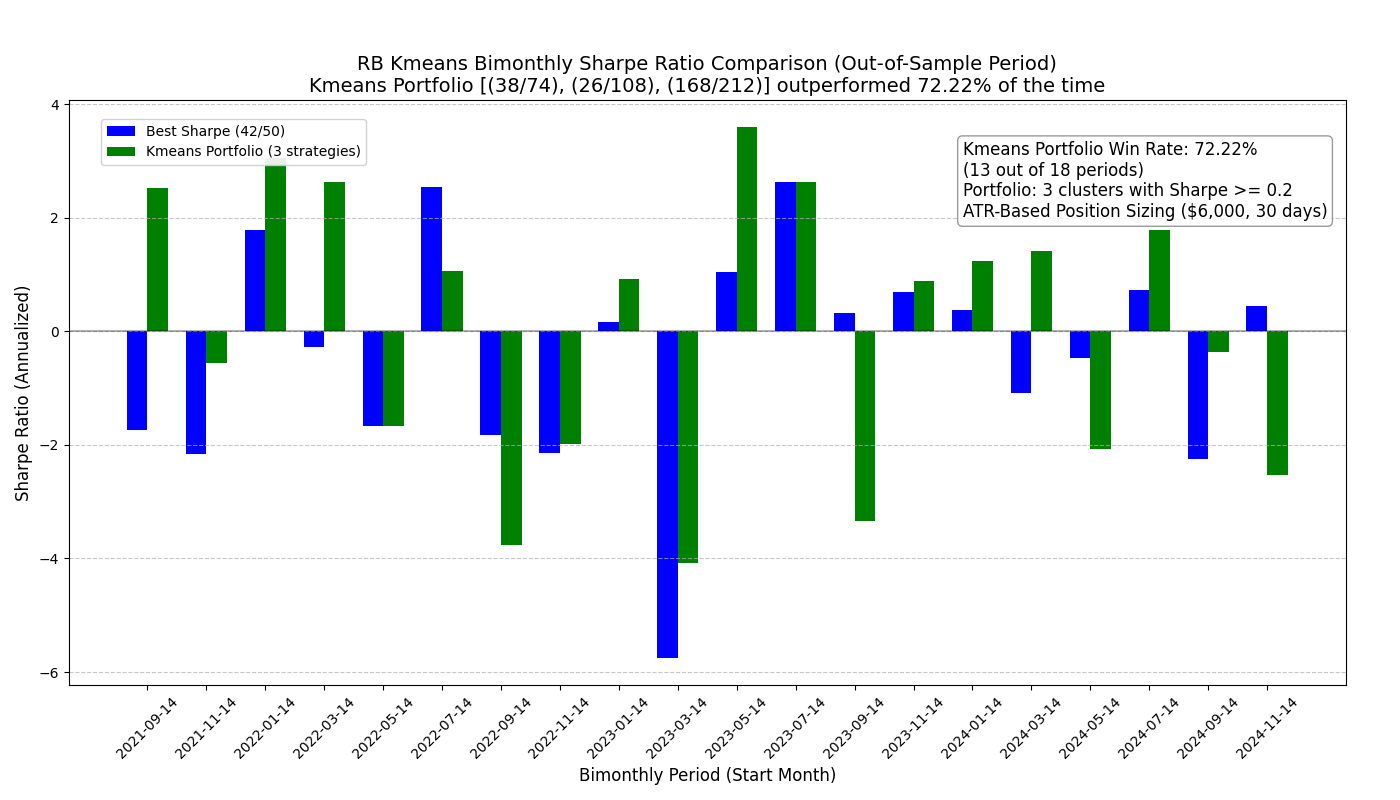 RB Kmeans Bimonthly Sharpe Ratio Comparison (Out-of-Sample Period)
Kmeans Portfolio [(38/74), (26/108), (168/212)] outperformed 72.22% of the time
Best Sharpe (42/50)
Kmeans Portfolio (3 strategies)
Kmeans Portfolio Win Rate: 72.22%
(13 out of 18 periods)
Portfolio: 3 clusters with Sharpe >= 0.2
ATR-Based Position Sizing ($6,000, 30 days)
Sharpe Ratio (Annualized)
4
2
0
−2
−4
−6
2021-09-14
2021-11-14
2022-01-14
2022-03-14
2022-05-14
2022-07-14
2022-09-14
2022-11-14
2023-01-14
2023-03-14
2023-05-14
2023-07-14
2023-09-14
2023-11-14
2024-01-14
2024-03-14
2024-05-14
2024-07-14
2024-09-14
2024-11-14
Bimonthly Period (Start Month)